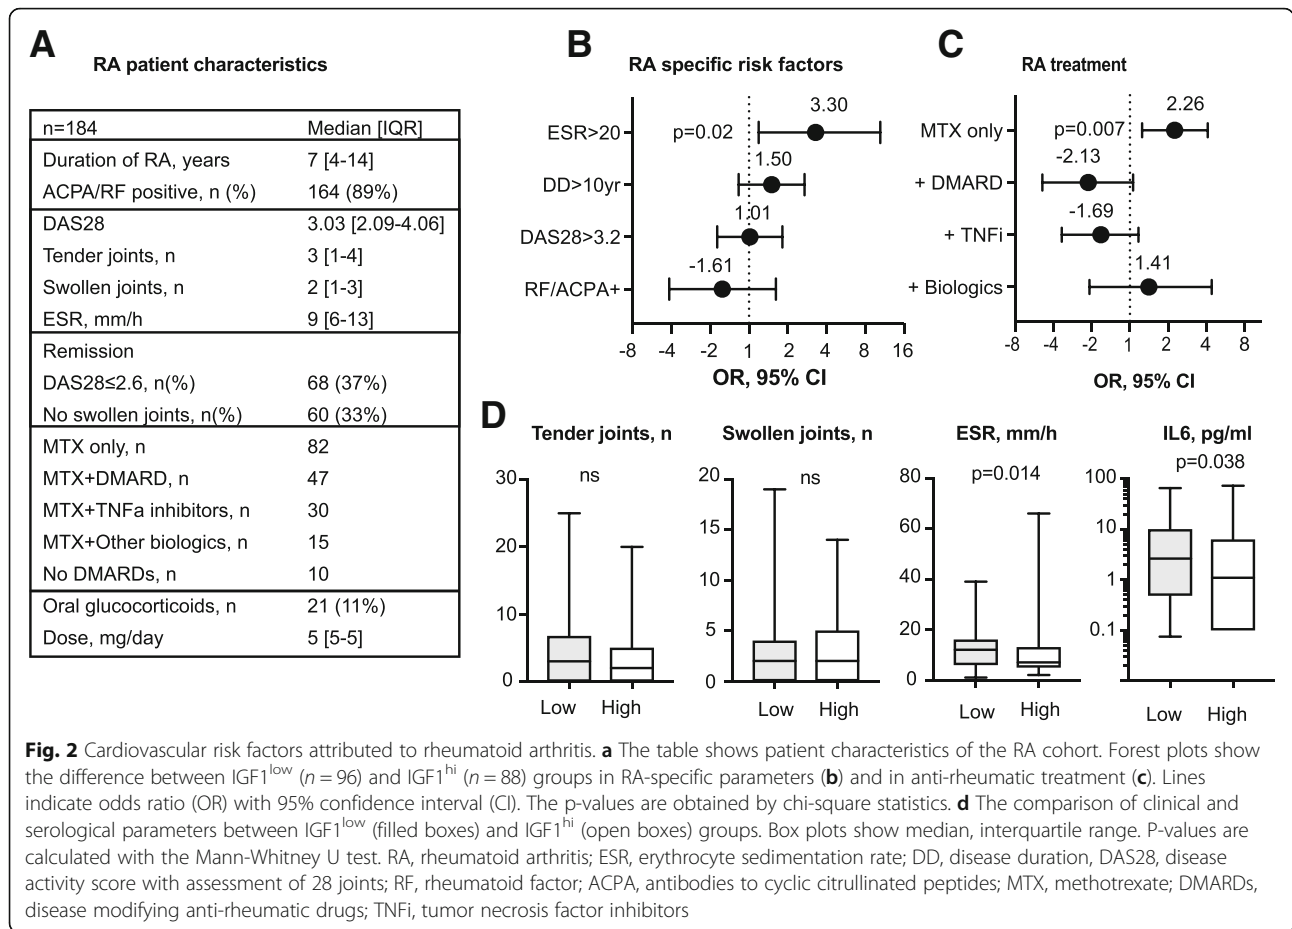 A
RA patient characteristics
n=184 Median [IQR]
Duration of RA, years 7 [4-14]
ACPA/RF positive, n (%) 164 (89%)
DAS28 3.03 [2.09-4.06]
Tender joints, n 3 [1-4]
Swollen joints, n 2 [1-3]
ESR, mm/h 9 [6-13]
Remission
DAS28≤2.6, n(%) 68 (37%)
No swollen joints, n(%) 60 (33%)
MTX only, n 82
MTX+DMARD, n 47
MTX+TNFa inhibitors, n 30
MTX+Other biologics, n 15
No DMARDs, n 10
Oral glucocorticoids, n 21 (11%)
Dose, mg/day 5 [5-5]
B
RA specific risk factors
3.30
ESR>20 p=0.02
1.50
DD>10yr
1.01
DAS28>3.2
-1.61
RF/ACPA+
-8 -4 -2 1 2 4 8 16
OR, 95% CI
C
RA treatment
2.26
MTX only p=0.007
-2.13
+ DMARD
-1.69
+ TNFi
1.41
+ Biologics
-8 -4 -2 1 2 4 8
OR, 95% CI
D
Tender joints, n
ns
30
20
10
0
Low High
Swollen joints, n
ns
20
15
10
5
0
Low High
ESR, mm/h
p=0.014
80
60
40
20
0
Low High
IL6, pg/ml
p=0.038
100
10
1
0.1
Low High
Fig. 2 Cardiovascular risk factors attributed to rheumatoid arthritis. a The table shows patient characteristics of the RA cohort. Forest plots show
the difference between IGF1low (n = 96) and IGF1hi (n = 88) groups in RA-specific parameters (b) and in anti-rheumatic treatment (c). Lines
indicate odds ratio (OR) with 95% confidence interval (CI). The p-values are obtained by chi-square statistics. d The comparison of clinical and
serological parameters between IGF1low (filled boxes) and IGF1hi (open boxes) groups. Box plots show median, interquartile range. P-values are
calculated with the Mann-Whitney U test. RA, rheumatoid arthritis; ESR, erythrocyte sedimentation rate; DD, disease duration, DAS28, disease
activity score with assessment of 28 joints; RF, rheumatoid factor; ACPA, antibodies to cyclic citrullinated peptides; MTX, methotrexate; DMARDs,
disease modifying anti-rheumatic drugs; TNFi, tumor necrosis factor inhibitors